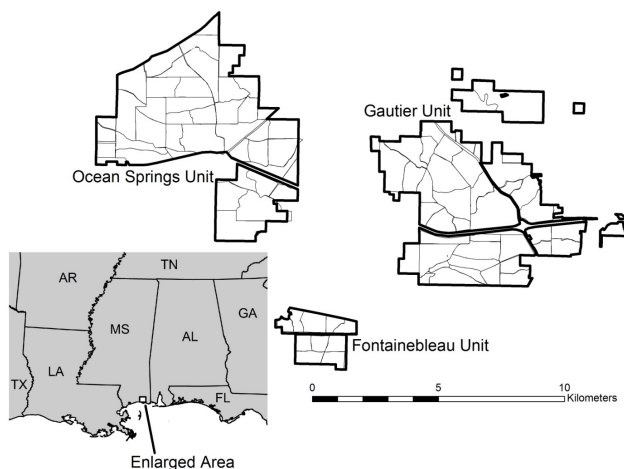 Gautier Unit
Ocean Springs Unit
TN
AR
MS
AL
GA
LA
TX
FL
Fontainebleau Unit
0 5 10
Kilometers
Enlarged Area